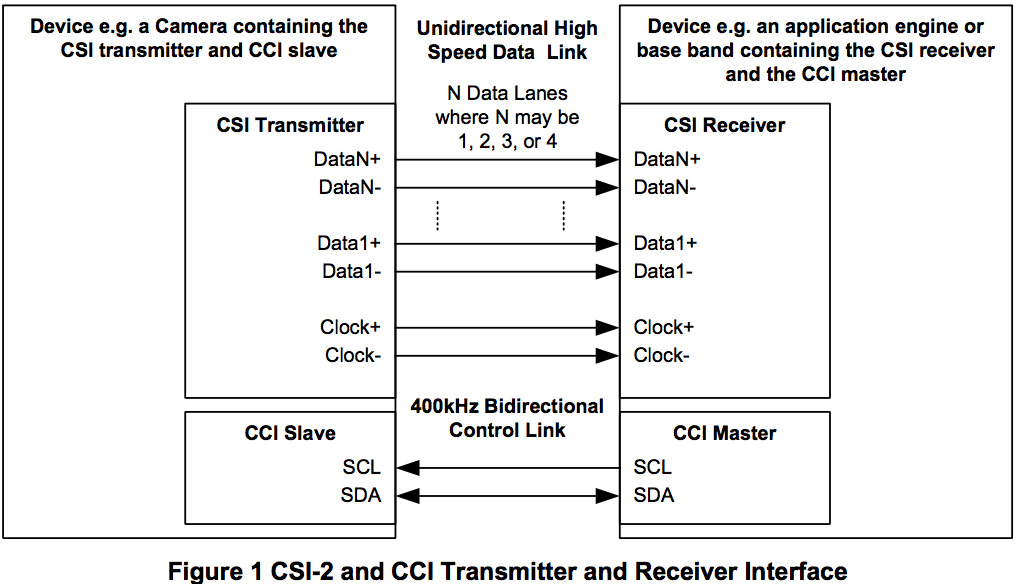 Device e.g. a Camera containing the
CSI transmitter and CCI slave
Unidirectional High
Speed Data Link
N Data Lanes
where N may be
1, 2, 3, or 4
Device e.g. an application engine or
base band containing the CSI receiver
and the CCI master
CSI Transmitter
DataN+
DataN-
Data1+
Data1-
Clock+
Clock-
CSI Receiver
DataN+
DataN-
Data1+
Data1-
Clock+
Clock-
400kHz Bidirectional
Control Link
CCI Slave
SCL
SDA
CCI Master
SCL
SDA
Figure 1 CSI-2 and CCI Transmitter and Receiver Interface